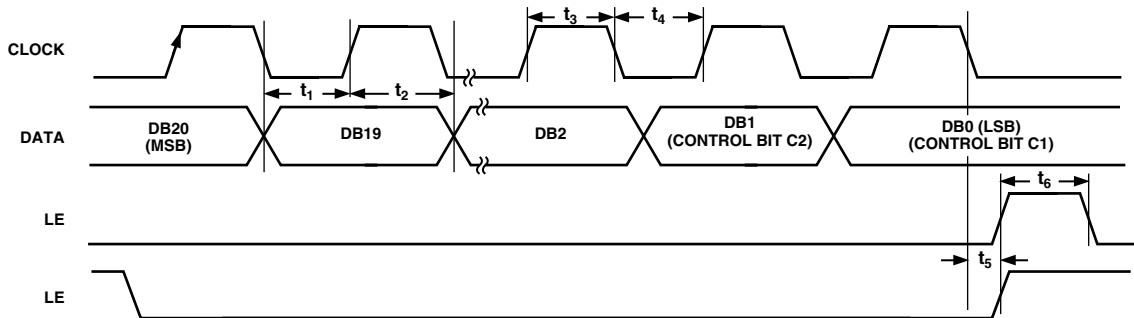 CLOCK
t3
t4
t1
t2
DATA
DB20
(MSB)
DB19
DB2
DB1
(CONTROL BIT C2)
DB0 (LSB)
(CONTROL BIT C1)
t6
LE
t5
LE